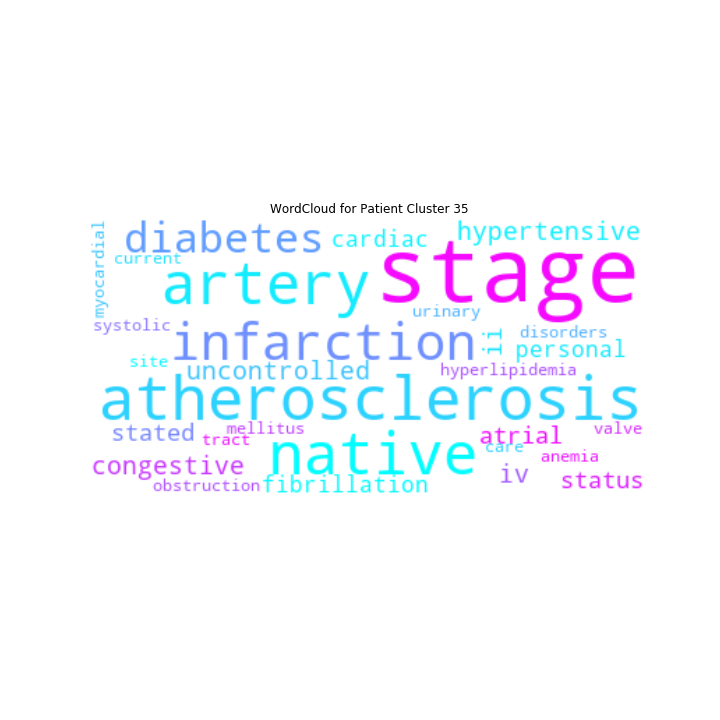 WordCloud for Patient Cluster 35
myocardial
diabetes
cardiac
hypertensive
current
artery
stage
systolic
urinary
infarction
ii
disorders
personal
site
uncontrolled
hyperlipidemia
atherosclerosis
stated
mellitus
tract
native
atrial
valve
care
anemia
congestive
iv
status
obstruction
fibrillation